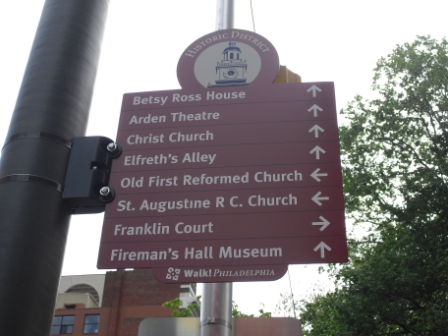 HISTORIC DISTRICT
Betsy Ross House ↑
Arden Theatre ↑
Christ Church ↑
Elfreth's Alley ↑
Old First Reformed Church ←
St. Augustine R C. Church ←
Franklin Court →
Fireman's Hall Museum ↑
Walk! PHILADELPHIA